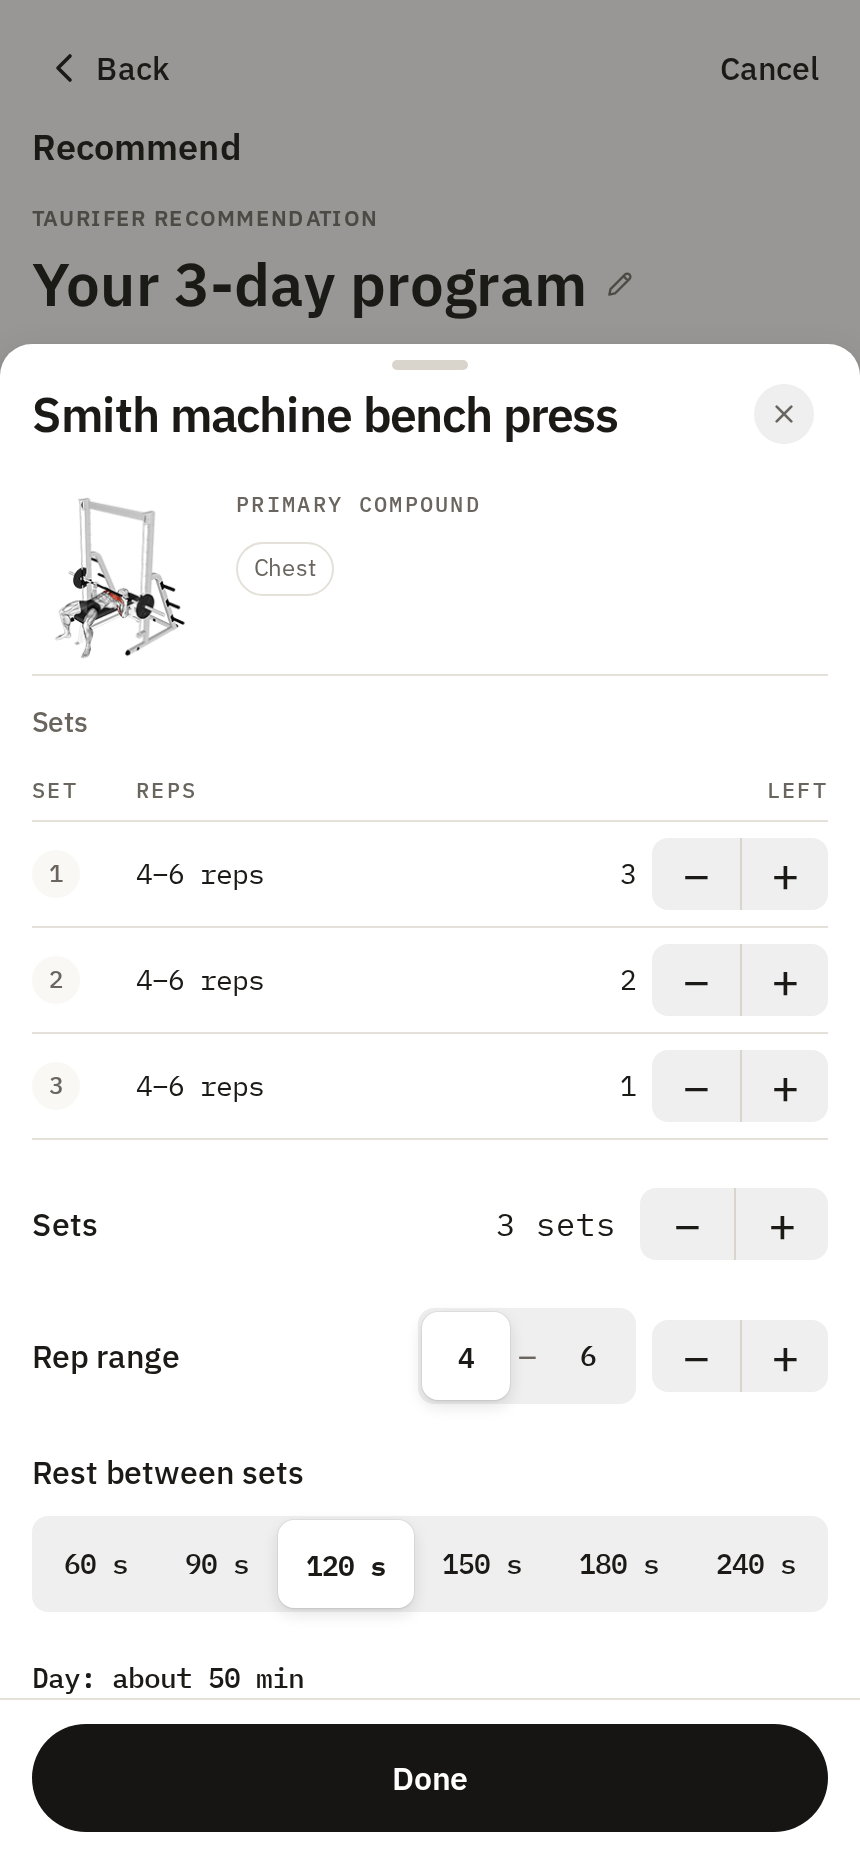 Back
Cancel
Recommend
TAURIFER RECOMMENDATION
Your 3-day program
Smith machine bench press
PRIMARY COMPOUND
Chest
Sets
SET REPS LEFT
1 4–6 reps 3 − +
2 4–6 reps 2 − +
3 4–6 reps 1 − +
Sets 3 sets − +
Rep range 4 – 6 − +
Rest between sets
60 s 90 s 120 s 150 s 180 s 240 s
Day: about 50 min
Done